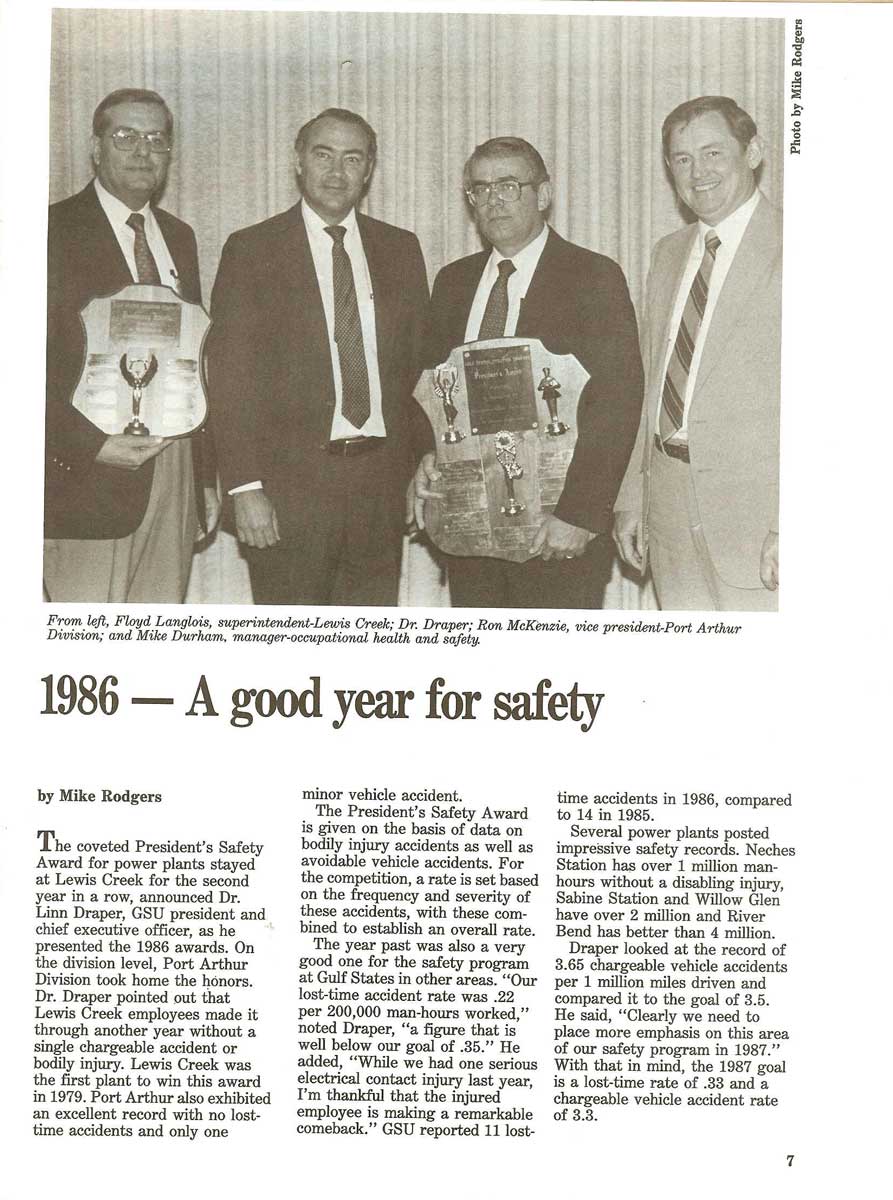 Photo by Mike Rodgers
President's Award
From left, Floyd Langlois, superintendent-Lewis Creek; Dr. Draper; Ron McKenzie, vice president-Port Arthur
Division; and Mike Durham, manager-occupational health and safety.
1986 — A good year for safety
by Mike Rodgers
The coveted President's Safety
Award for power plants stayed
at Lewis Creek for the second
year in a row, announced Dr.
Linn Draper, GSU president and
chief executive officer, as he
presented the 1986 awards. On
the division level, Port Arthur
Division took home the honors.
Dr. Draper pointed out that
Lewis Creek employees made it
through another year without a
single chargeable accident or
bodily injury. Lewis Creek was
the first plant to win this award
in 1979. Port Arthur also exhibited
an excellent record with no lost-
time accidents and only one
minor vehicle accident.
The President's Safety Award
is given on the basis of data on
bodily injury accidents as well as
avoidable vehicle accidents. For
the competition, a rate is set based
on the frequency and severity of
these accidents, with these com-
bined to establish an overall rate.
The year past was also a very
good one for the safety program
at Gulf States in other areas. "Our
lost-time accident rate was .22
per 200,000 man-hours worked,"
noted Draper, "a figure that is
well below our goal of .35." He
added, "While we had one serious
electrical contact injury last year,
I'm thankful that the injured
employee is making a remarkable
comeback." GSU reported 11 lost-
time accidents in 1986, compared
to 14 in 1985.
Several power plants posted
impressive safety records. Neches
Station has over 1 million man-
hours without a disabling injury,
Sabine Station and Willow Glen
have over 2 million and River
Bend has better than 4 million.
Draper looked at the record of
3.65 chargeable vehicle accidents
per 1 million miles driven and
compared it to the goal of 3.5.
He said, "Clearly we need to
place more emphasis on this area
of our safety program in 1987."
With that in mind, the 1987 goal
is a lost-time rate of .33 and a
chargeable vehicle accident rate
of 3.3.
7